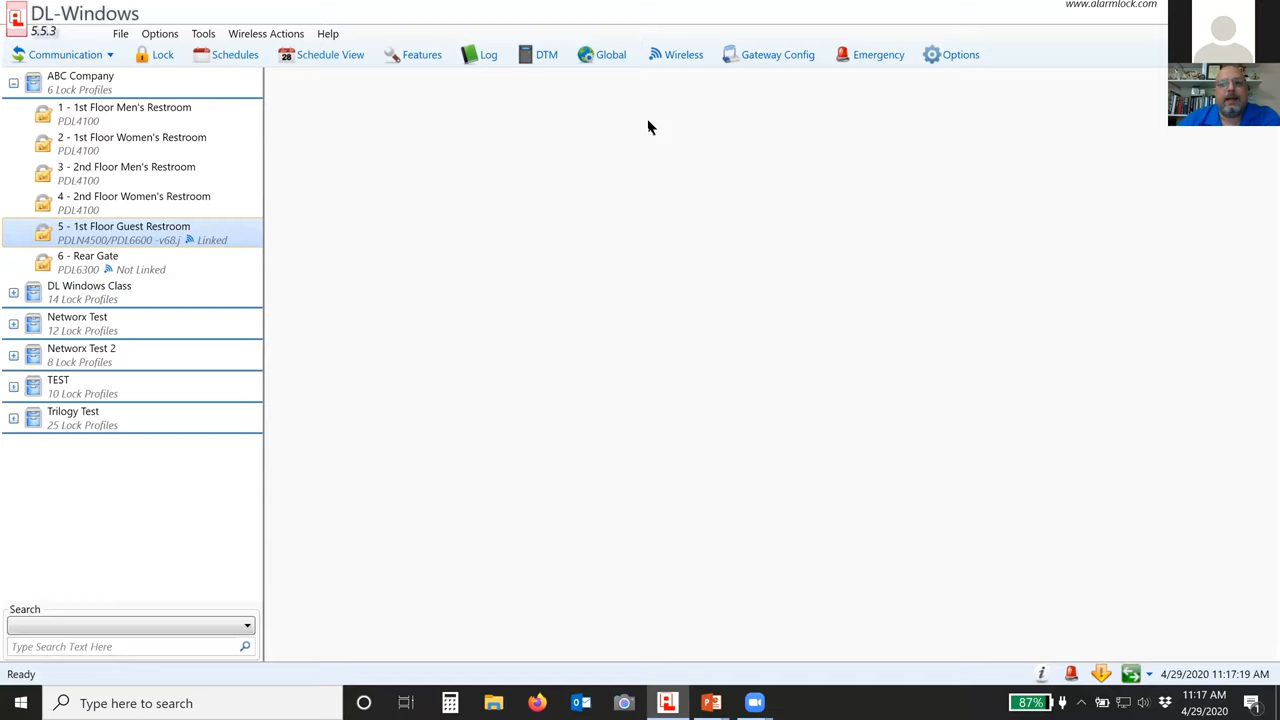 DL-Windows
www.alarmlock.com
5.5.3
File Options Tools Wireless Actions Help
Communication Lock Schedules 28 Schedule View Features Log DTM Global Wireless Gateway Config Emergency Options
ABC Company
6 Lock Profiles
1 - 1st Floor Men's Restroom
PDL4100
2 - 1st Floor Women's Restroom
PDL4100
3 - 2nd Floor Men's Restroom
PDL4100
4 - 2nd Floor Women's Restroom
PDL4100
5 - 1st Floor Guest Restroom
PDLN4500/PDL6600 -v68.j Linked
6 - Rear Gate
PDL6300 Not Linked
DL Windows Class
14 Lock Profiles
Networx Test
12 Lock Profiles
Networx Test 2
8 Lock Profiles
TEST
10 Lock Profiles
Trilogy Test
25 Lock Profiles
Search
Type Search Text Here
Ready
4/29/2020 11:17:19 AM
Type here to search
87%
11:17 AM
4/29/2020
1